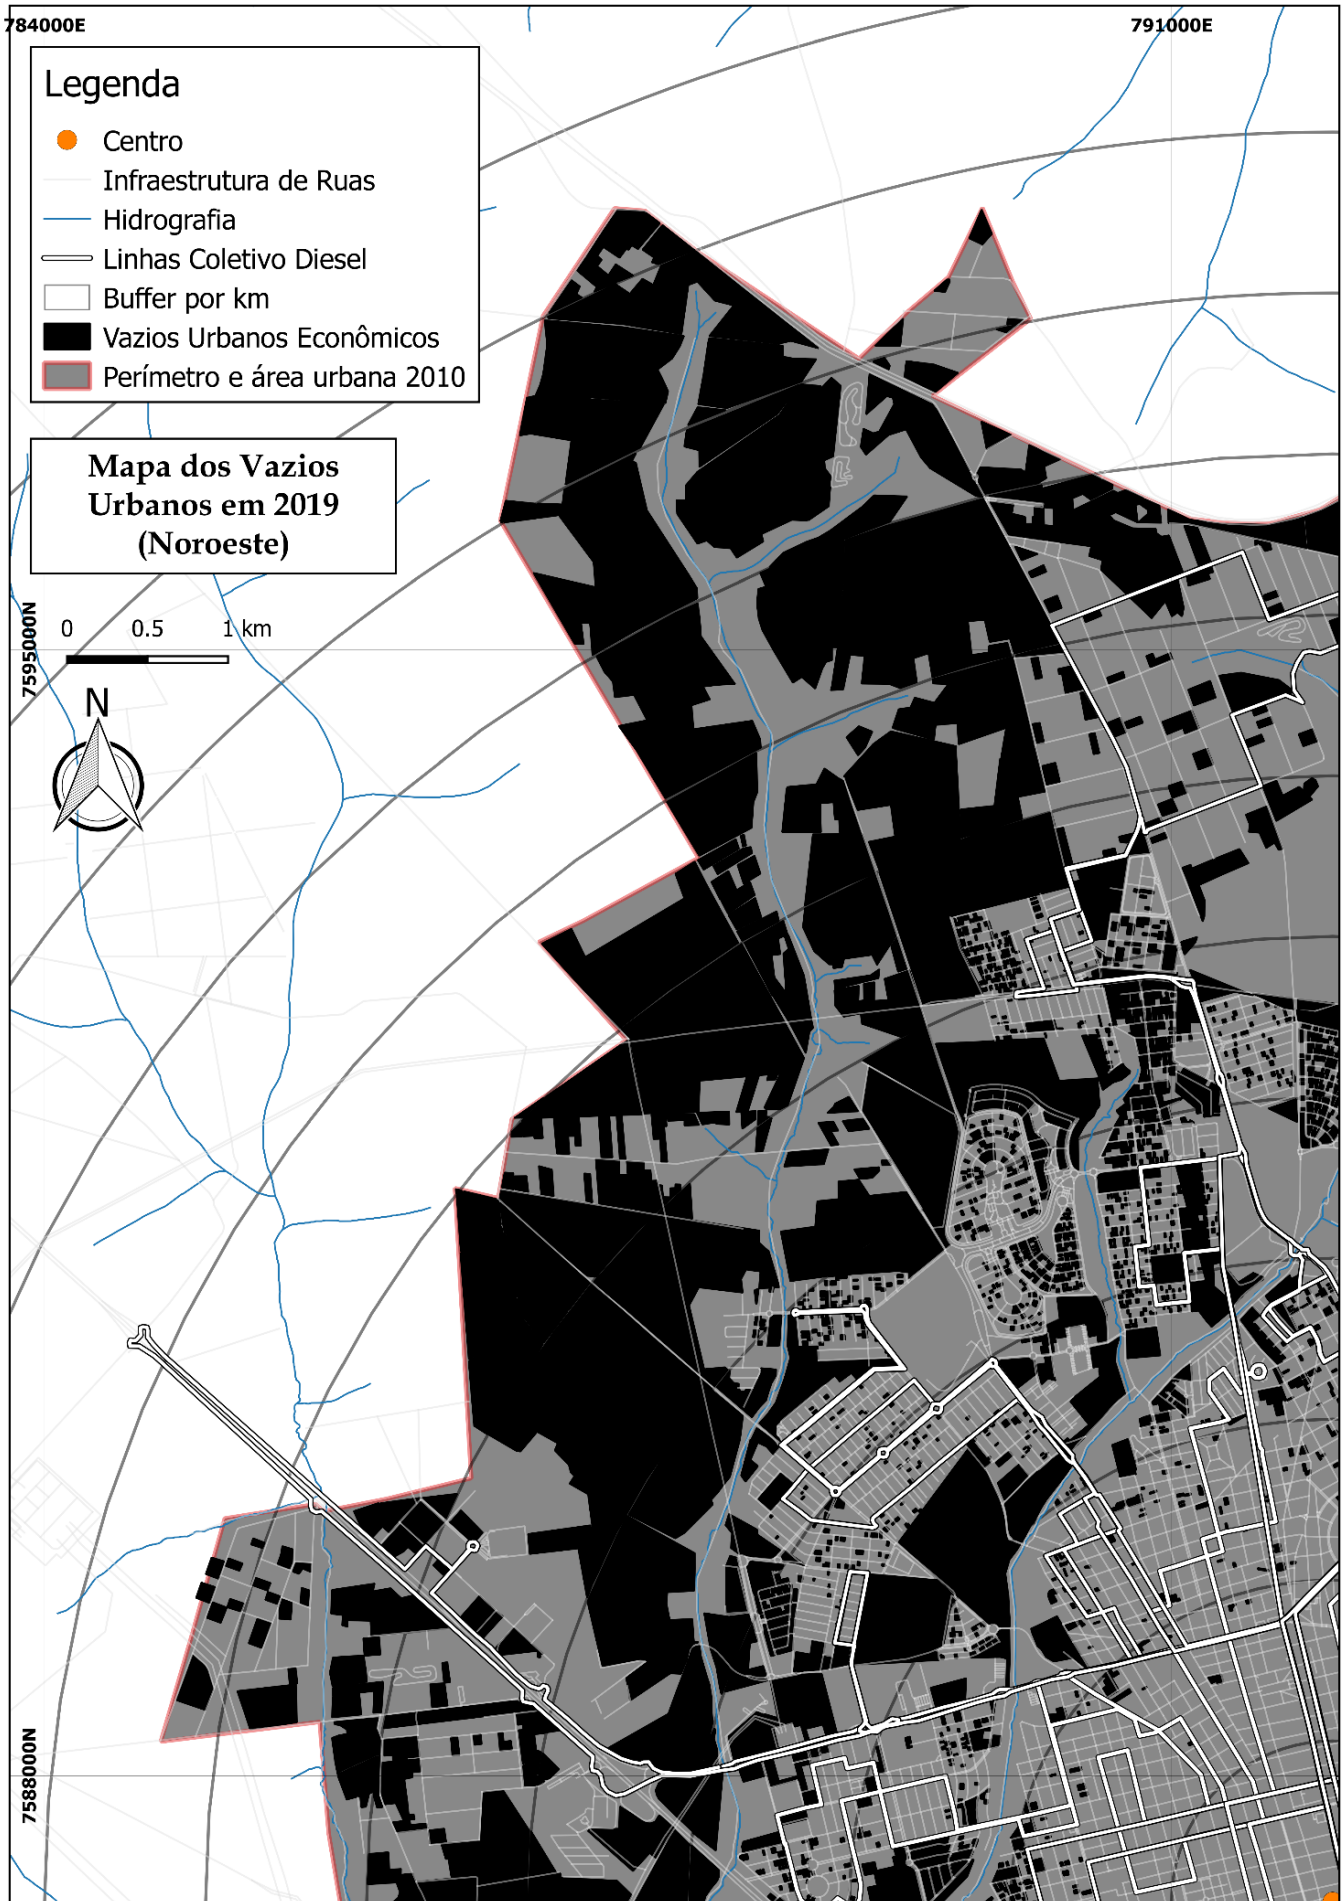 784000E
791000E
Legenda
Centro
Infraestrutura de Ruas
Hidrografia
Linhas Coletivo Diesel
Buffer por km
Vazios Urbanos Econômicos
Perímetro e área urbana 2010
Mapa dos Vazios
Urbanos em 2019
(Noroeste)
0 0.5 1 km
7595000N
N
7588000N